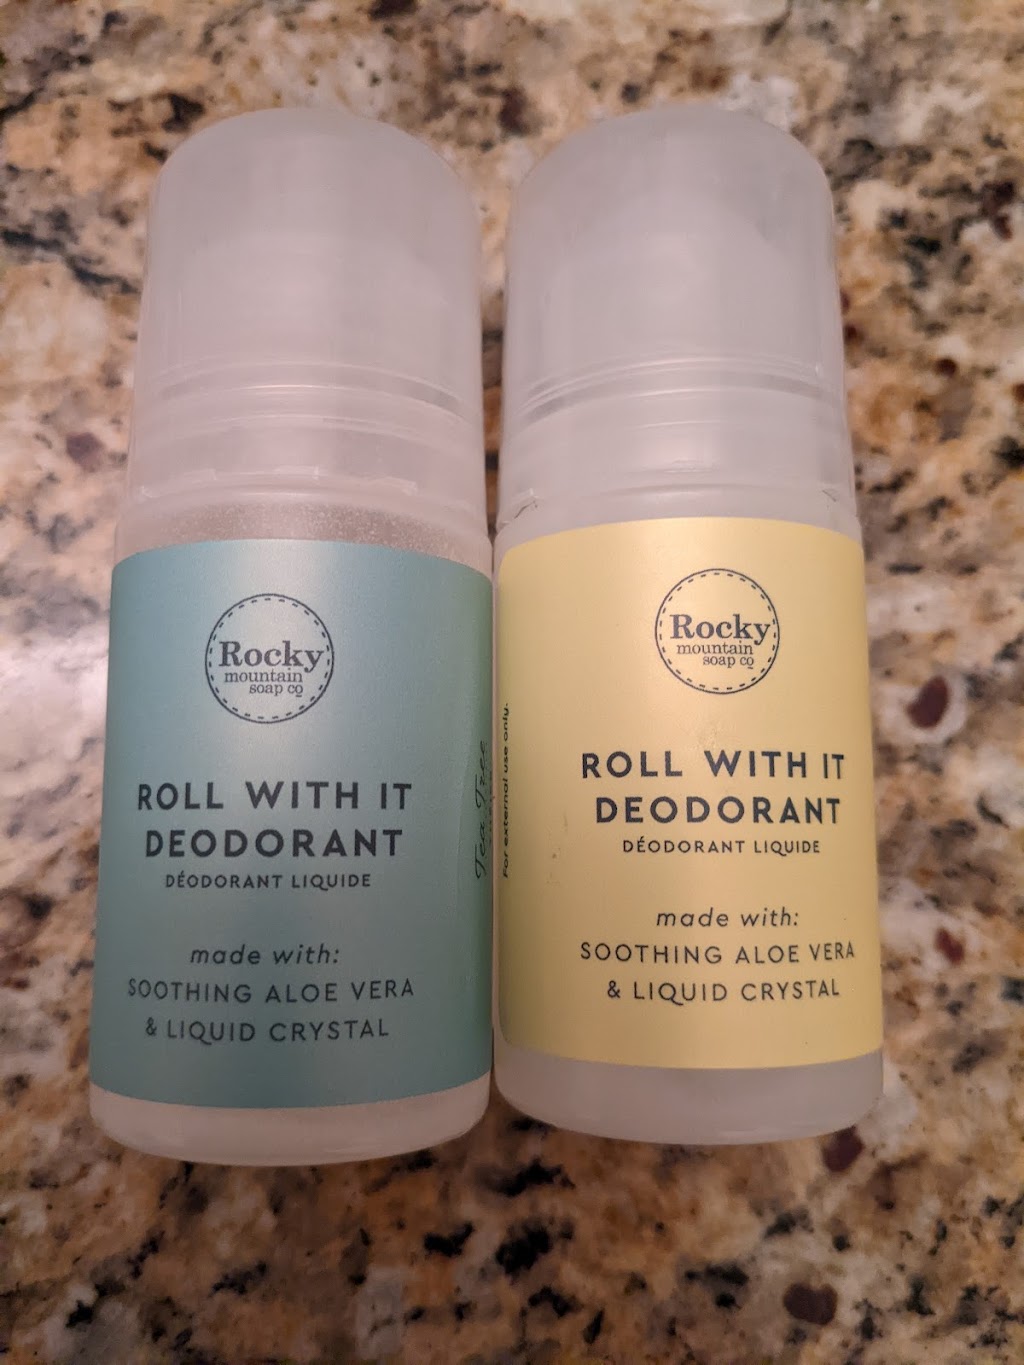 Rocky
mountain
soap co
ROLL WITH IT
DEODORANT
DÉODORANT LIQUIDE
made with:
SOOTHING ALOE VERA
& LIQUID CRYSTAL
Tea Tree
For external use only.
Rocky
mountain
soap co
ROLL WITH IT
DEODORANT
DÉODORANT LIQUIDE
made with:
SOOTHING ALOE VERA
& LIQUID CRYSTAL